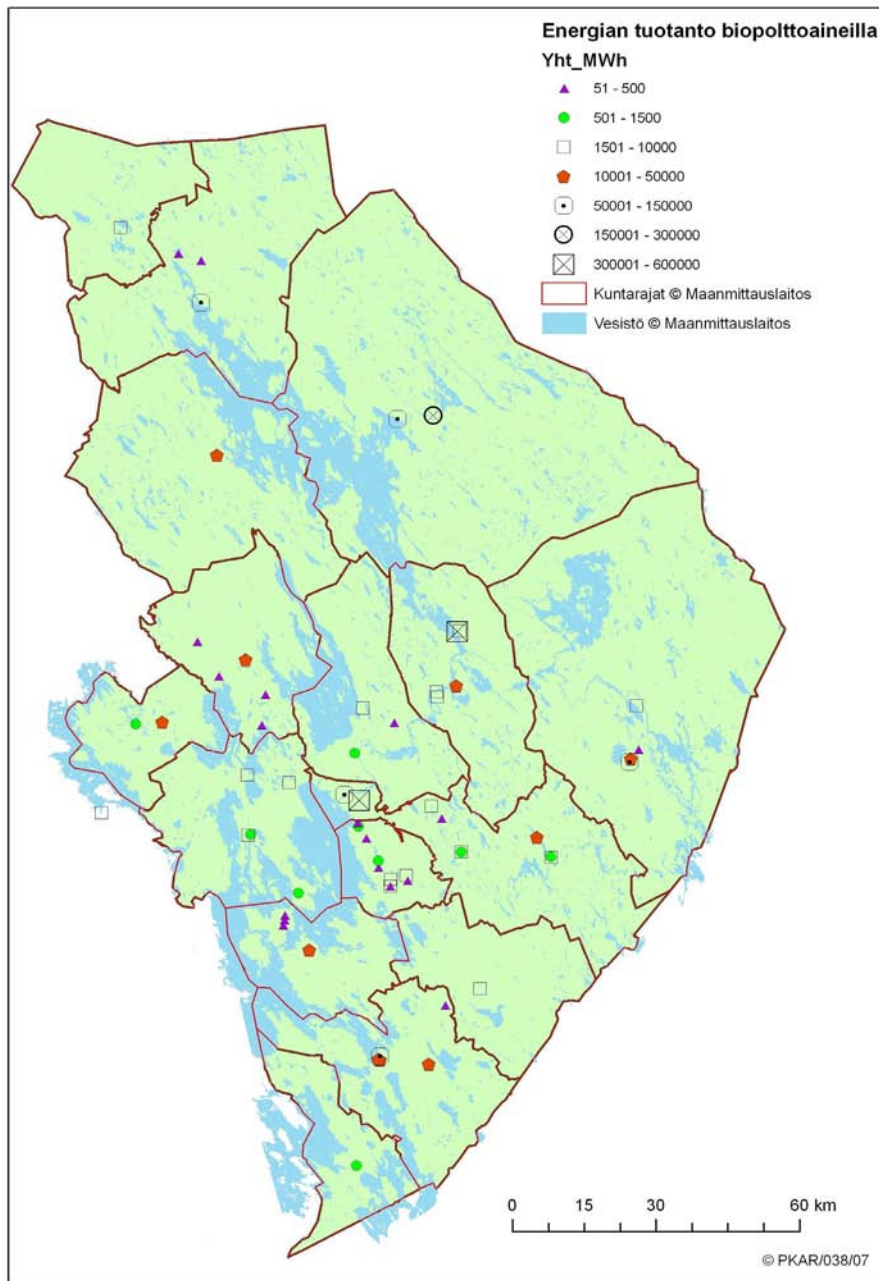 Energian tuotanto biopolttoaineilla
Yht_MWh
51 - 500
501 - 1500
1501 - 10000
10001 - 50000
50001 - 150000
150001 - 300000
300001 - 600000
Kuntarajat © Maanmittauslaitos
Vesistö © Maanmittauslaitos
0 15 30 60 km
© PKAR/038/07